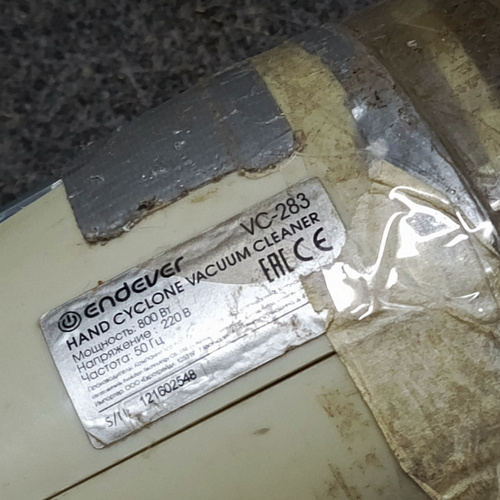 endever VC-283
HAND CYCLONE VACUUM CLEANER
Мощность: 800 Вт EAC CE
Напряжение: 220 В
Частота: 50 Гц
S/N: 121602548